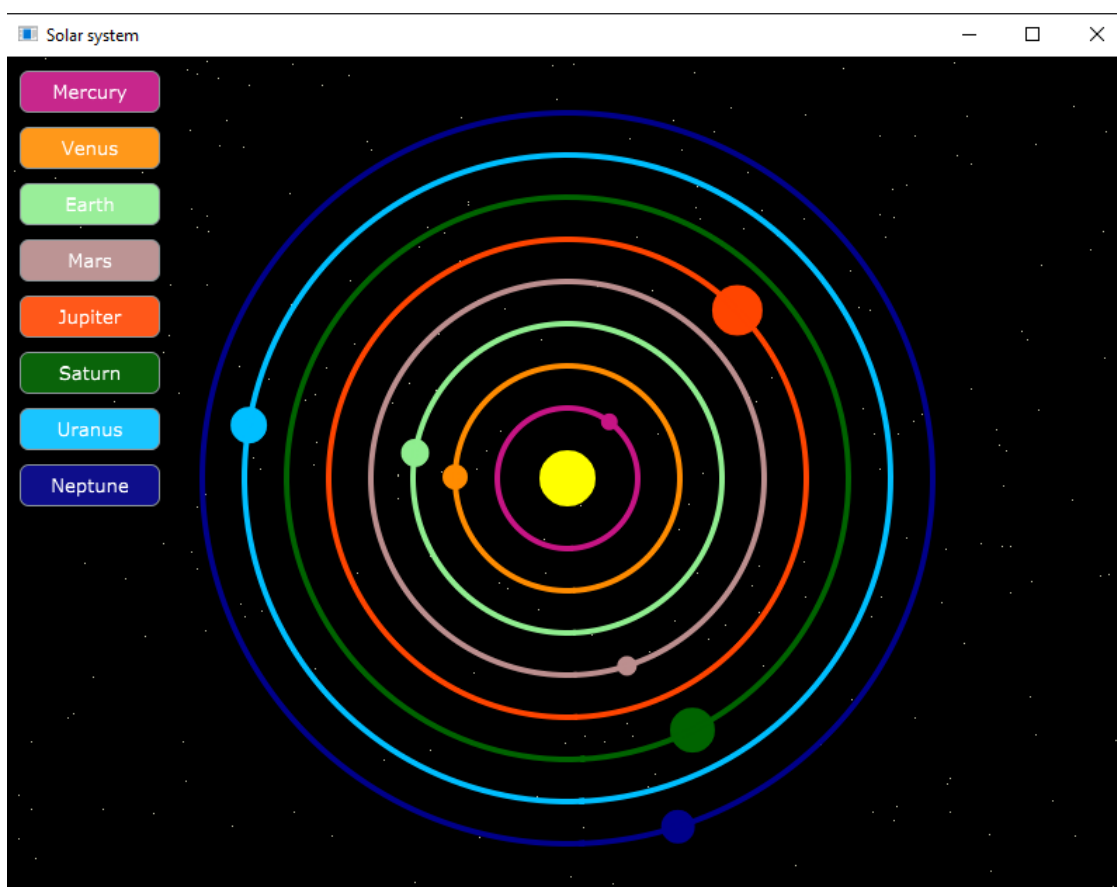 Solar system
Mercury
Venus
Earth
Mars
Jupiter
Saturn
Uranus
Neptune